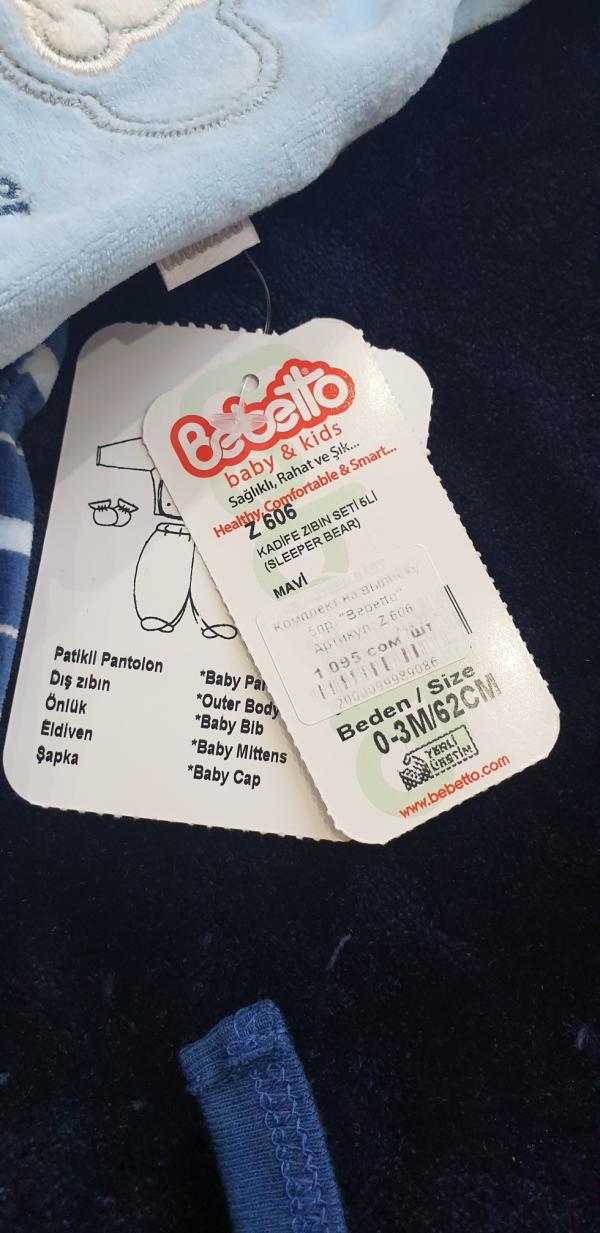 Bebetto
baby & kids
Sağlıklı, Rahat ve Şık...
Healthy, Comfortable & Smart...
Z 606
KADİFE ZIBIN SETİ 5Lİ
(SLEEPER BEAR)
MAVİ
Комплект на выписку
5пр. "Bebetto"
Артикул: Z 606
1 095 сом шт
2000099989086
Beden / Size
0-3M/62CM
YERLİ
ÜRETİM
www.bebetto.com
Patikli Pantolon
Dış zıbın
Önlük
Eldiven
Şapka
*Baby
*Outer Body
*Baby Bib
*Baby Mittens
*Baby Cap